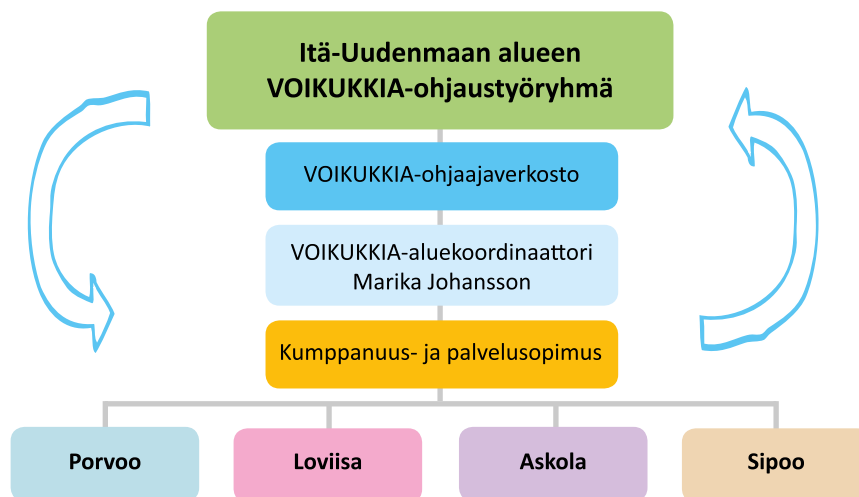 Itä-Uudenmaan alueen
VOIKUKKIA-ohjaustyöryhmä
VOIKUKKIA-ohjaajaverkosto
VOIKUKKIA-aluekoordinaattori
Marika Johansson
Kumppanuus- ja palvelusopimus
Porvoo
Loviisa
Askola
Sipoo